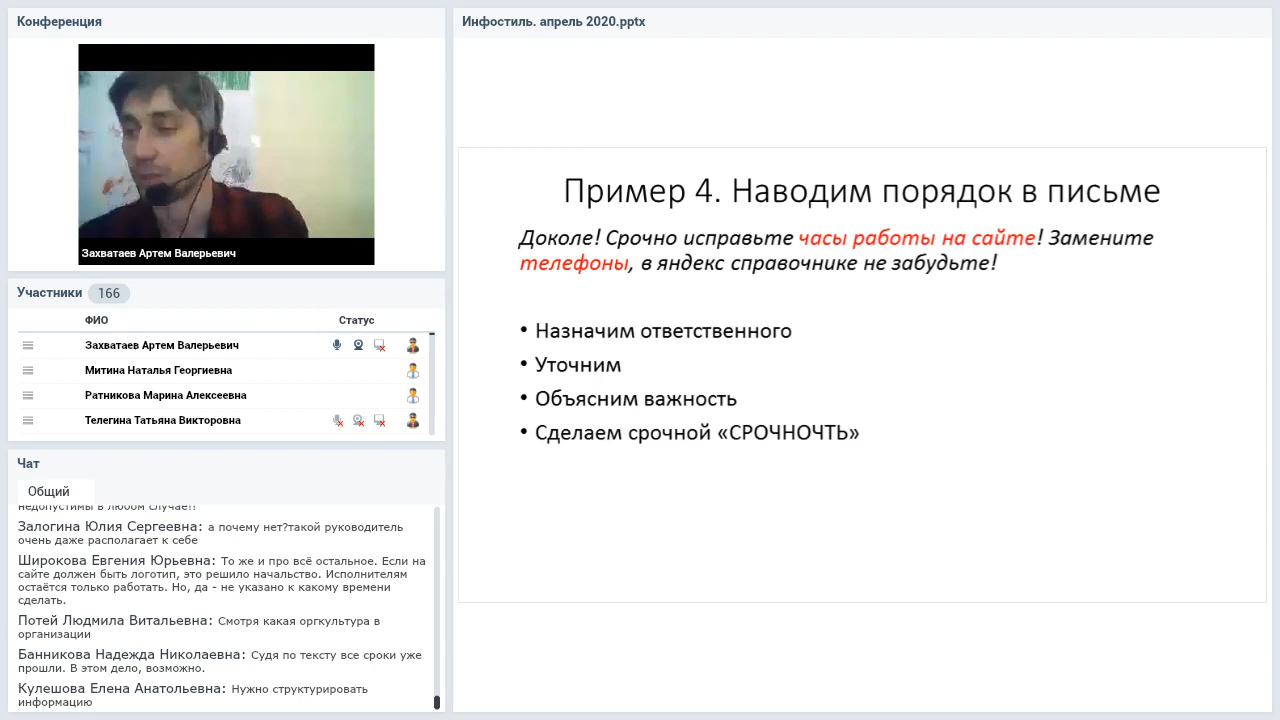 Конференция
Захватаев Артем Валерьевич
Участники 166
ФИО Статус
Захватаев Артем Валерьевич
Митина Наталья Георгиевна
Ратникова Марина Алексеевна
Телегина Татьяна Викторовна
Чат
Общий
недопустимы в любом случае!!
Залогина Юлия Сергеевна: а почему нет?такой руководитель
очень даже располагает к себе
Широкова Евгения Юрьевна: То же и про всё остальное. Если на
сайте должен быть логотип, это решило начальство. Исполнителям
остаётся только работать. Но, да - не указано к какому времени
сделать.
Потей Людмила Витальевна: Смотря какая оргкультура в
организации
Банникова Надежда Николаевна: Судя по тексту все сроки уже
прошли. В этом дело, возможно.
Кулешова Елена Анатольевна: Нужно структурировать
информацию
Инфостиль. апрель 2020.pptx
Пример 4. Наводим порядок в письме
Доколе! Срочно исправьте часы работы на сайте! Замените
телефоны, в яндекс справочнике не забудьте!
• Назначим ответственного
• Уточним
• Объясним важность
• Сделаем срочной «СРОЧНОЧТЬ»